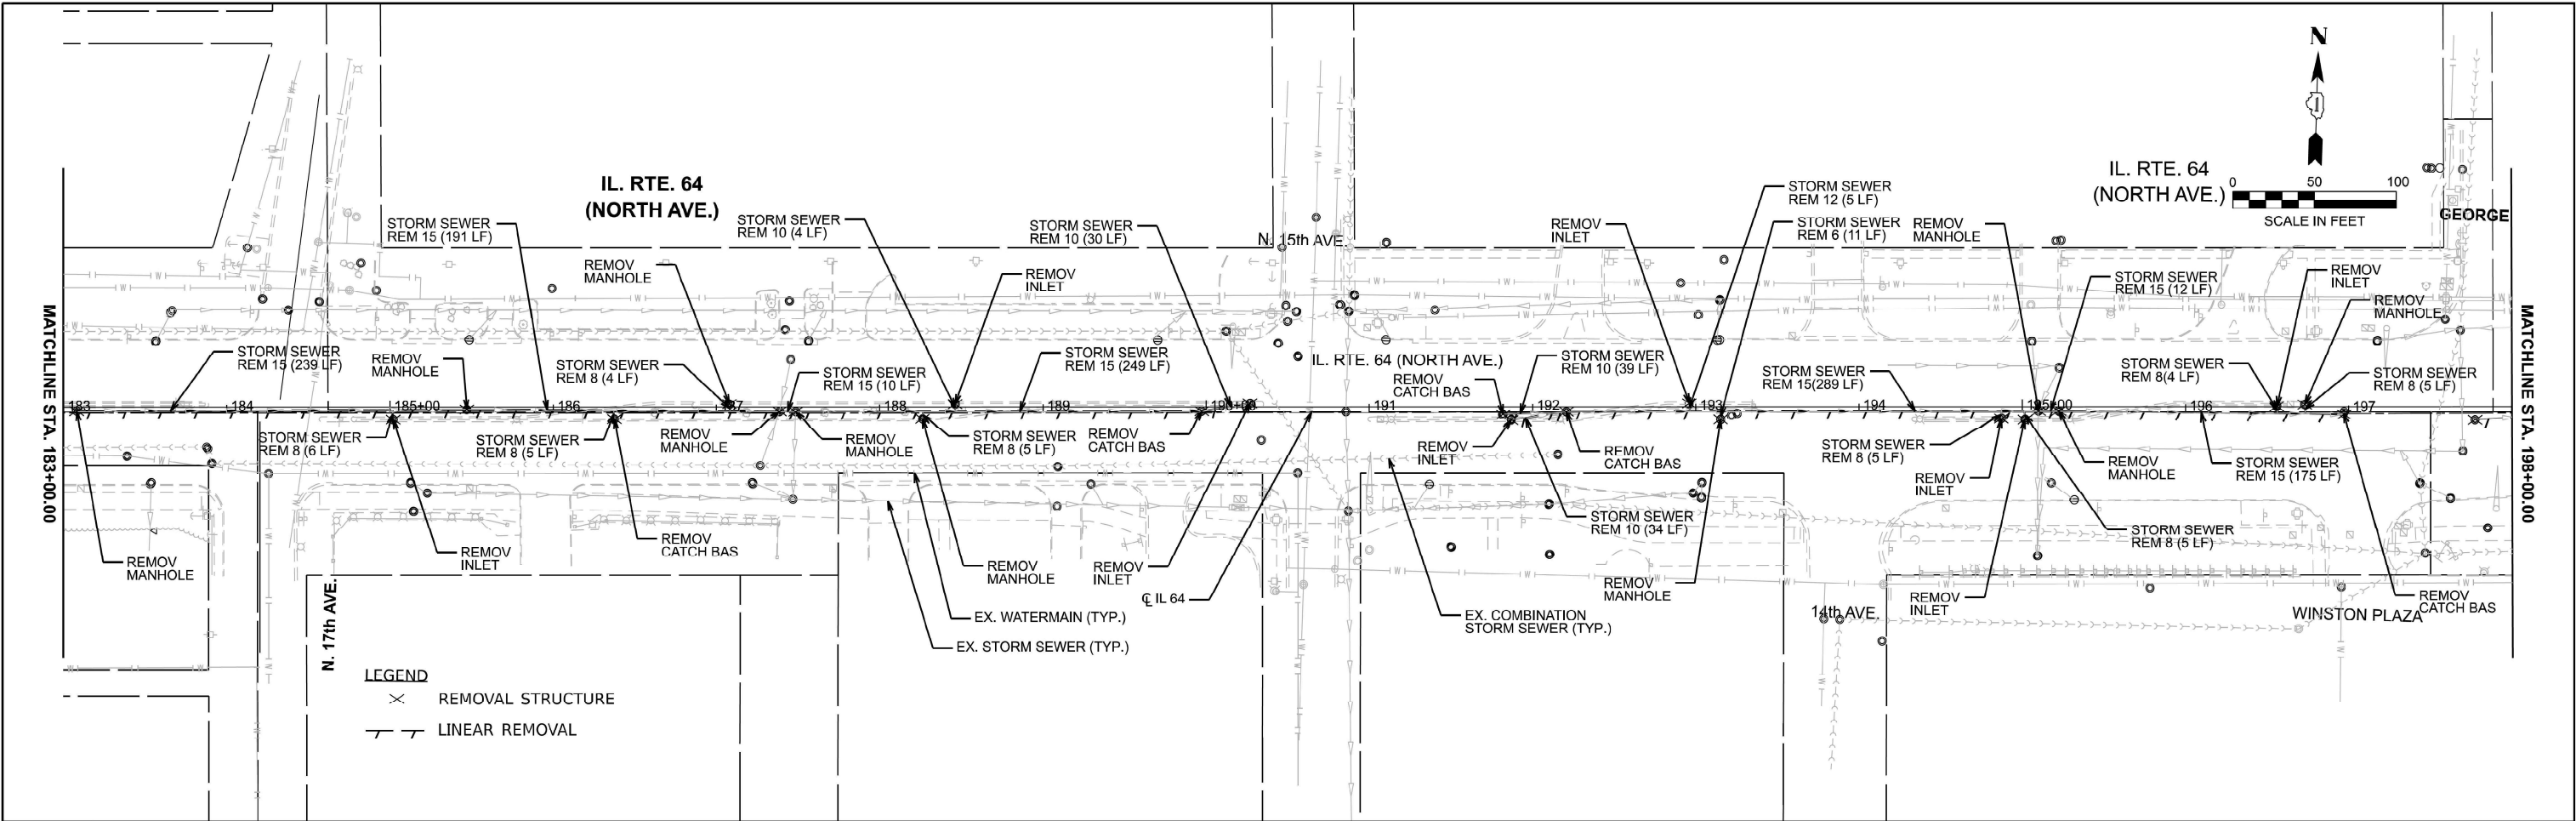 N
IL. RTE. 64
(NORTH AVE.)
0 50 100
SCALE IN FEET
GEORGE
IL. RTE. 64
(NORTH AVE.)
STORM SEWER
REM 15 (191 LF)
STORM SEWER
REM 10 (4 LF)
STORM SEWER
REM 10 (30 LF)
N. 15th AVE.
REMOV
INLET
STORM SEWER
REM 12 (5 LF)
STORM SEWER
REM 6 (11 LF)
REMOV
MANHOLE
REMOV
MANHOLE
REMOV
INLET
STORM SEWER
REM 15 (12 LF)
REMOV
INLET
REMOV
MANHOLE
MATCHLINE STA. 183+00.00
STORM SEWER
REM 15 (239 LF)
REMOV
MANHOLE
STORM SEWER
REM 8 (4 LF)
STORM SEWER
REM 15 (10 LF)
STORM SEWER
REM 15 (249 LF)
IL. RTE. 64 (NORTH AVE.)
REMOV
CATCH BAS
STORM SEWER
REM 10 (39 LF)
STORM SEWER
REM 15(289 LF)
STORM SEWER
REM 8(4 LF)
STORM SEWER
REM 8 (5 LF)
MATCHLINE STA. 198+00.00
183 184 185+00 186 187 188 189 190+00 191 192 193 194 195+00 196 197
STORM SEWER
REM 8 (6 LF)
STORM SEWER
REM 8 (5 LF)
REMOV
MANHOLE
REMOV
MANHOLE
STORM SEWER
REM 8 (5 LF)
REMOV
CATCH BAS
REMOV
INLET
REMOV
CATCH BAS
STORM SEWER
REM 8 (5 LF)
REMOV
INLET
REMOV
MANHOLE
STORM SEWER
REM 15 (175 LF)
REMOV
MANHOLE
REMOV
INLET
REMOV
CATCH BAS
REMOV
MANHOLE
REMOV
INLET
STORM SEWER
REM 10 (34 LF)
STORM SEWER
REM 8 (5 LF)
℄ IL 64
REMOV
MANHOLE
REMOV
INLET
REMOV
CATCH BAS
EX. WATERMAIN (TYP.)
EX. STORM SEWER (TYP.)
EX. COMBINATION
STORM SEWER (TYP.)
14th AVE.
WINSTON PLAZA
N. 17th AVE.
LEGEND
REMOVAL STRUCTURE
LINEAR REMOVAL